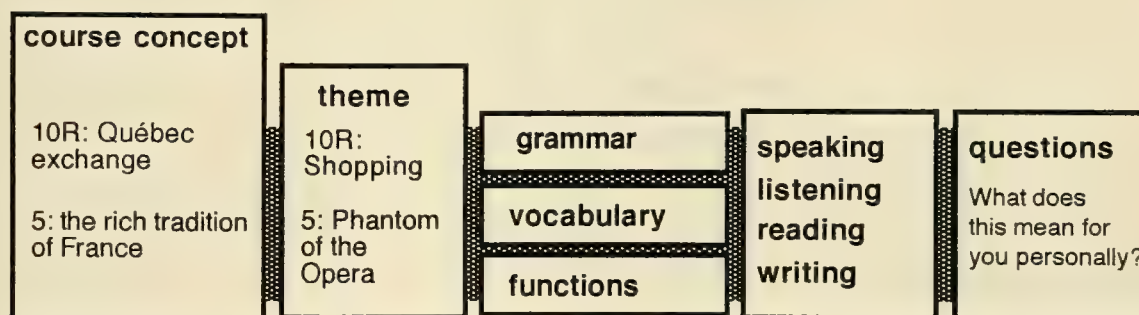 course concept
10R: Québec
exchange
5: the rich tradition
of France
theme
10R:
Shopping
5: Phantom
of the
Opera
grammar
vocabulary
functions
speaking
listening
reading
writing
questions
What does
this mean for
you personally?